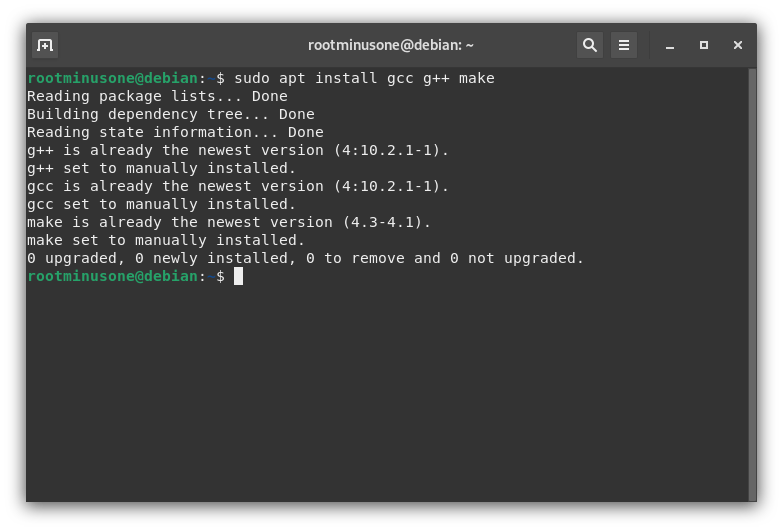 rootminusone@debian: ~
rootminusone@debian:~$ sudo apt install gcc g++ make
Reading package lists... Done
Building dependency tree... Done
Reading state information... Done
g++ is already the newest version (4:10.2.1-1).
g++ set to manually installed.
gcc is already the newest version (4:10.2.1-1).
gcc set to manually installed.
make is already the newest version (4.3-4.1).
make set to manually installed.
0 upgraded, 0 newly installed, 0 to remove and 0 not upgraded.
rootminusone@debian:~$